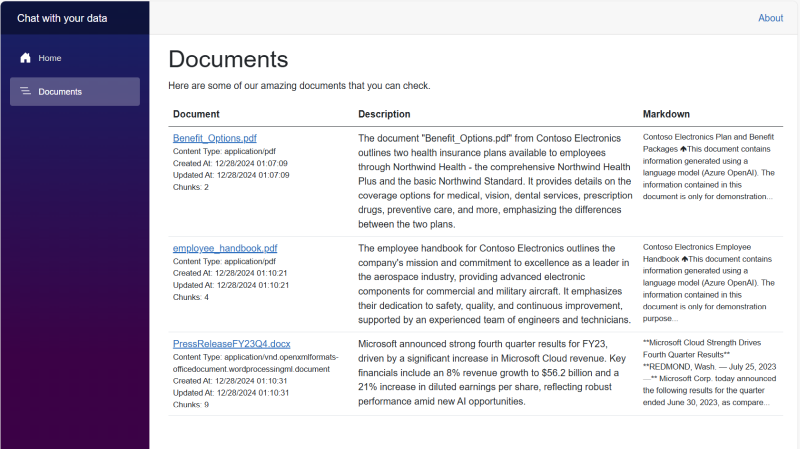 Chat with your data
About
Home
Documents
Documents
Here are some of our amazing documents that you can check.
Document Description Markdown
Benefit_Options.pdf
Content Type: application/pdf
Created At: 12/28/2024 01:07:09
Updated At: 12/28/2024 01:07:09
Chunks: 2
The document "Benefit_Options.pdf" from Contoso Electronics
outlines two health insurance plans available to employees
through Northwind Health - the comprehensive Northwind Health
Plus and the basic Northwind Standard. It provides details on the
coverage options for medical, vision, dental services, prescription
drugs, preventive care, and more, emphasizing the differences
between the two plans.
Contoso Electronics Plan and Benefit
Packages ♠This document contains
information generated using a
language model (Azure OpenAI). The
information contained in this
document is only for demonstration...
employee_handbook.pdf
Content Type: application/pdf
Created At: 12/28/2024 01:10:21
Updated At: 12/28/2024 01:10:21
Chunks: 4
The employee handbook for Contoso Electronics outlines the
company's mission and commitment to excellence as a leader in
the aerospace industry, providing advanced electronic
components for commercial and military aircraft. It emphasizes
their dedication to safety, quality, and continuous improvement,
supported by an experienced team of engineers and technicians.
Contoso Electronics Employee
Handbook ♠This document contains
information generated using a
language model (Azure OpenAI). The
information contained in this
document is only for demonstration
purpose...
PressReleaseFY23Q4.docx
Content Type: application/vnd.openxmlformats-
officedocument.wordprocessingml.document
Created At: 12/28/2024 01:10:31
Updated At: 12/28/2024 01:10:31
Chunks: 9
Microsoft announced strong fourth quarter results for FY23,
driven by a significant increase in Microsoft Cloud revenue. Key
financials include an 8% revenue growth to $56.2 billion and a
21% increase in diluted earnings per share, reflecting robust
performance amid new AI opportunities.
**Microsoft Cloud Strength Drives
Fourth Quarter Results**
**REDMOND, Wash. — July 25, 2023
—** Microsoft Corp. today announced
the following results for the quarter
ended June 30, 2023, as compare...